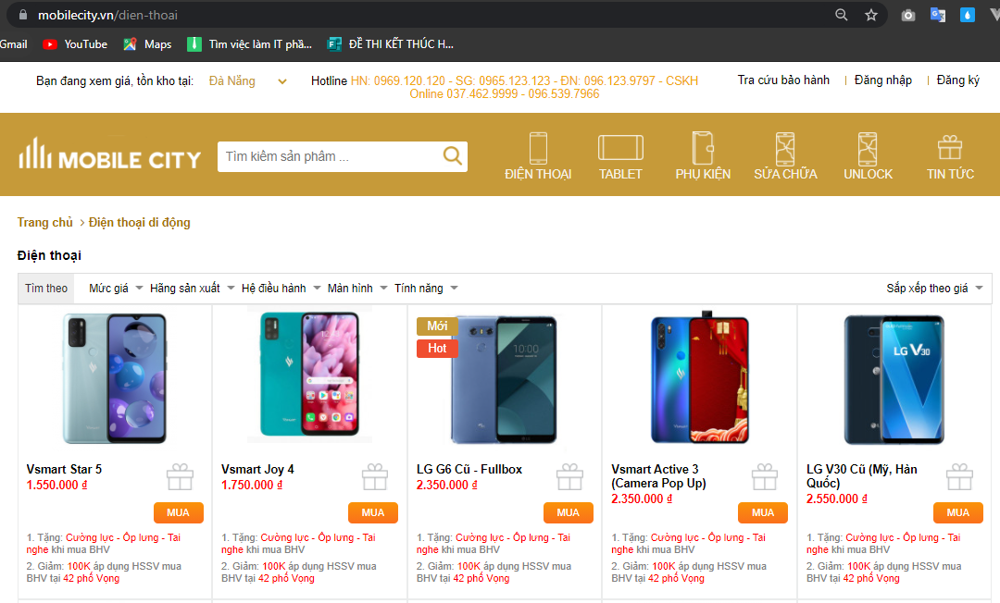 mobilecity.vn/dien-thoai
Gmail YouTube Maps Tìm việc làm IT phầ... ĐỀ THI KẾT THÚC H...
Bạn đang xem giá, tồn kho tại: Đà Nẵng
Hotline HN: 0969.120.120 - SG: 0965.123.123 - ĐN: 096.123.9797 - CSKH
Online 037.462.9999 - 096.539.7966
Tra cứu bảo hành | Đăng nhập | Đăng ký
MOBILE CITY
Tìm kiếm sản phẩm ...
ĐIỆN THOẠI TABLET PHỤ KIỆN SỬA CHỮA UNLOCK TIN TỨC
Trang chủ › Điện thoại di động
Điện thoại
Tìm theo Mức giá Hãng sản xuất Hệ điều hành Màn hình Tính năng Sắp xếp theo giá
Vsmart Star 5
1.550.000 ₫
MUA
1. Tặng: Cường lực - Ốp lưng - Tai
nghe khi mua BHV
2. Giảm: 100K áp dụng HSSV mua
BHV tại 42 phố Vọng
Vsmart Joy 4
1.750.000 ₫
MUA
1. Tặng: Cường lực - Ốp lưng - Tai
nghe khi mua BHV
2. Giảm: 100K áp dụng HSSV mua
BHV tại 42 phố Vọng
Mới
Hot
10:00
LG G6 Cũ - Fullbox
2.350.000 ₫
MUA
1. Tặng: Cường lực - Ốp lưng - Tai
nghe khi mua BHV
2. Giảm: 100K áp dụng HSSV mua
BHV tại 42 phố Vọng
Vsmart Active 3
(Camera Pop Up)
2.350.000 ₫
MUA
1. Tặng: Cường lực - Ốp lưng - Tai
nghe khi mua BHV
2. Giảm: 100K áp dụng HSSV mua
BHV tại 42 phố Vọng
LG V30
LG V30 Cũ (Mỹ, Hàn
Quốc)
2.550.000 ₫
MUA
1. Tặng: Cường lực - Ốp lưng - Tai
nghe khi mua BHV
2. Giảm: 100K áp dụng HSSV mua
BHV tại 42 phố Vọng